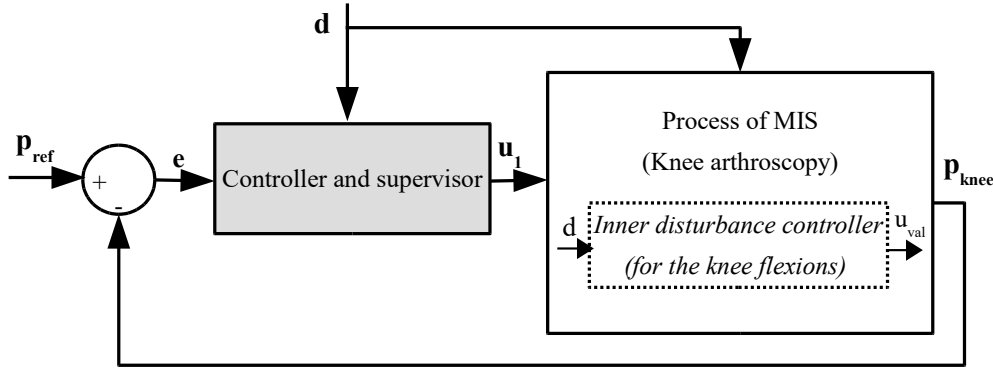 d
p_ref
+
-
e
Controller and supervisor
u_1
Process of MIS
(Knee arthroscopy)
d
Inner disturbance controller
(for the knee flexions)
u_val
p_knee